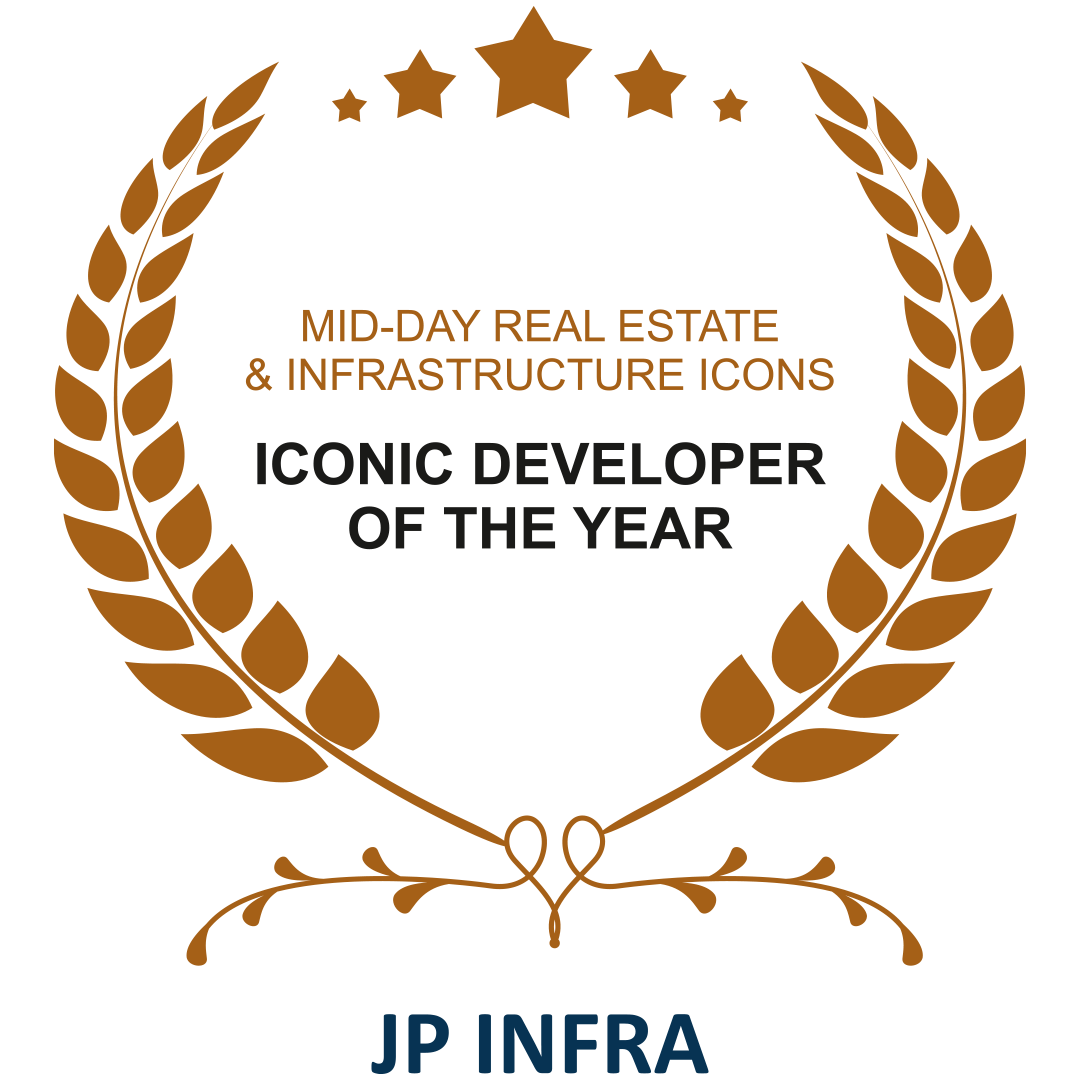 MID-DAY REAL ESTATE
& INFRASTRUCTURE ICONS
ICONIC DEVELOPER
OF THE YEAR
JP INFRA